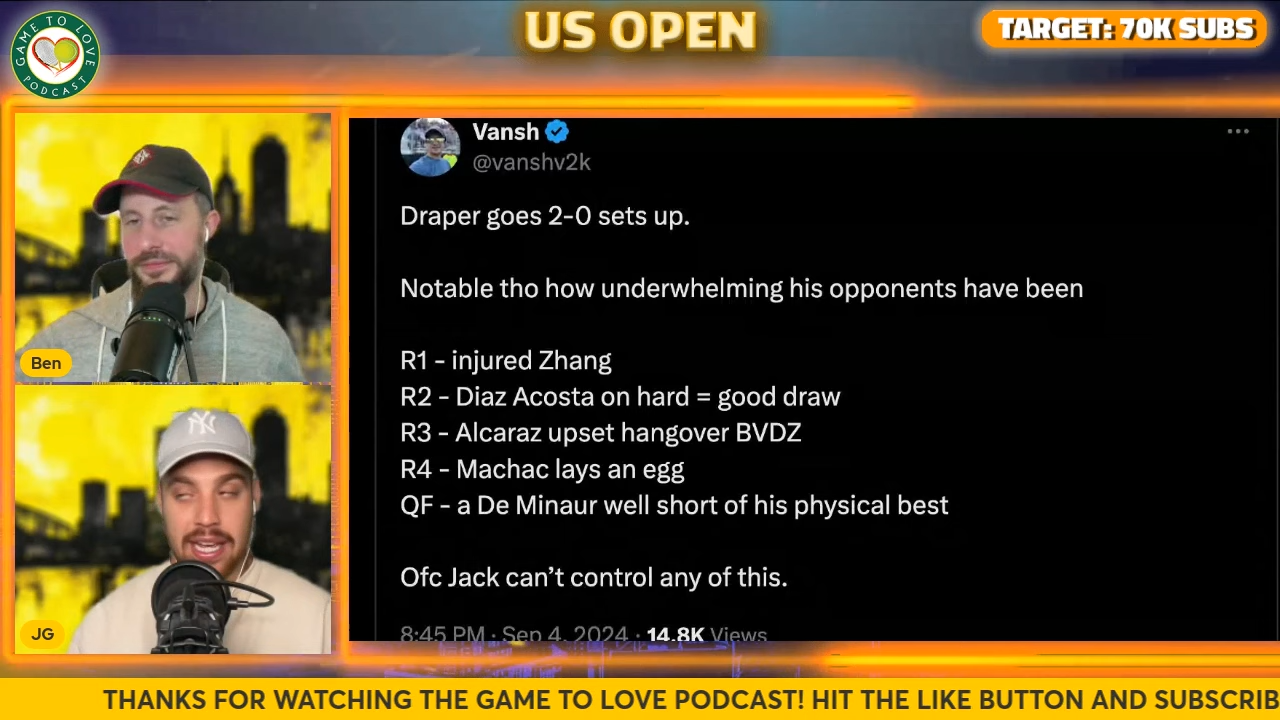 GAME TO LOVE
PODCAST
US OPEN
TARGET: 70K SUBS
Vansh
@vanshv2k
Draper goes 2-0 sets up.
Notable tho how underwhelming his opponents have been
R1 - injured Zhang
R2 - Diaz Acosta on hard = good draw
R3 - Alcaraz upset hangover BVDZ
R4 - Machac lays an egg
QF - a De Minaur well short of his physical best
Ofc Jack can’t control any of this.
8:45 PM · Sep 4, 2024 · 14.8K Views
Ben
NY
JG
THANKS FOR WATCHING THE GAME TO LOVE PODCAST! HIT THE LIKE BUTTON AND SUBSCRIB